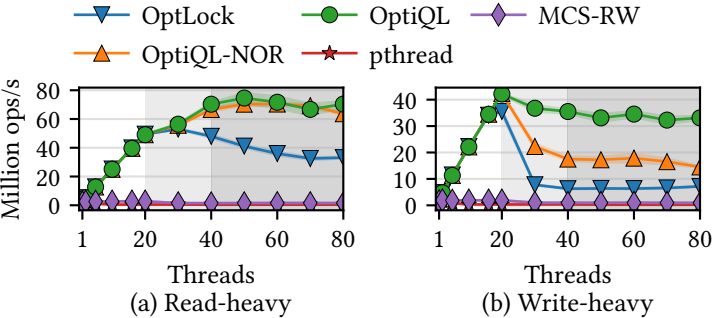 OptLock OptiQL MCS-RW
OptiQL-NOR pthread
Million ops/s
80
60
40
20
0
1 20 40 60 80
Threads
(a) Read-heavy
40
30
20
10
0
1 20 40 60 80
Threads
(b) Write-heavy